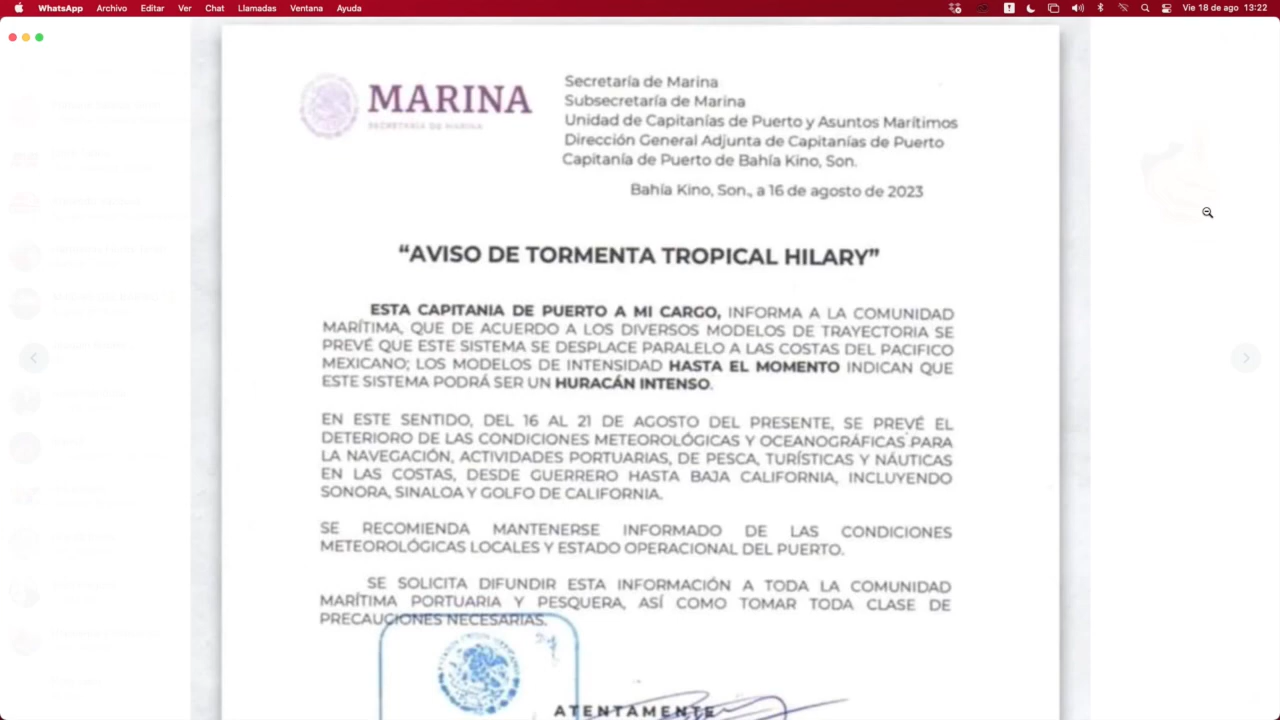 WhatsApp Archivo Editar Ver Chat Llamadas Ventana Ayuda Vie 18 de ago 13:22
MARINA
SECRETARÍA DE MARINA
Secretaría de Marina
Subsecretaría de Marina
Unidad de Capitanías de Puerto y Asuntos Marítimos
Dirección General Adjunta de Capitanías de Puerto
Capitanía de Puerto de Bahía Kino, Son.
Bahía Kino, Son., a 16 de agosto de 2023
“AVISO DE TORMENTA TROPICAL HILARY”
ESTA CAPITANIA DE PUERTO A MI CARGO, INFORMA A LA COMUNIDAD
MARÍTIMA, QUE DE ACUERDO A LOS DIVERSOS MODELOS DE TRAYECTORIA SE
PREVÉ QUE ESTE SISTEMA SE DESPLACE PARALELO A LAS COSTAS DEL PACIFICO
MEXICANO; LOS MODELOS DE INTENSIDAD HASTA EL MOMENTO INDICAN QUE
ESTE SISTEMA PODRÁ SER UN HURACÁN INTENSO.
EN ESTE SENTIDO, DEL 16 AL 21 DE AGOSTO DEL PRESENTE, SE PREVÉ EL
DETERIORO DE LAS CONDICIONES METEOROLÓGICAS Y OCEANOGRÁFICAS PARA
LA NAVEGACIÓN, ACTIVIDADES PORTUARIAS, DE PESCA, TURÍSTICAS Y NÁUTICAS
EN LAS COSTAS, DESDE GUERRERO HASTA BAJA CALIFORNIA, INCLUYENDO
SONORA, SINALOA Y GOLFO DE CALIFORNIA.
SE RECOMIENDA MANTENERSE INFORMADO DE LAS CONDICIONES
METEOROLÓGICAS LOCALES Y ESTADO OPERACIONAL DEL PUERTO.
SE SOLICITA DIFUNDIR ESTA INFORMACIÓN A TODA LA COMUNIDAD
MARÍTIMA PORTUARIA Y PESQUERA, ASÍ COMO TOMAR TODA CLASE DE
PRECAUCIONES NECESARIAS.
ATENTAMENTE